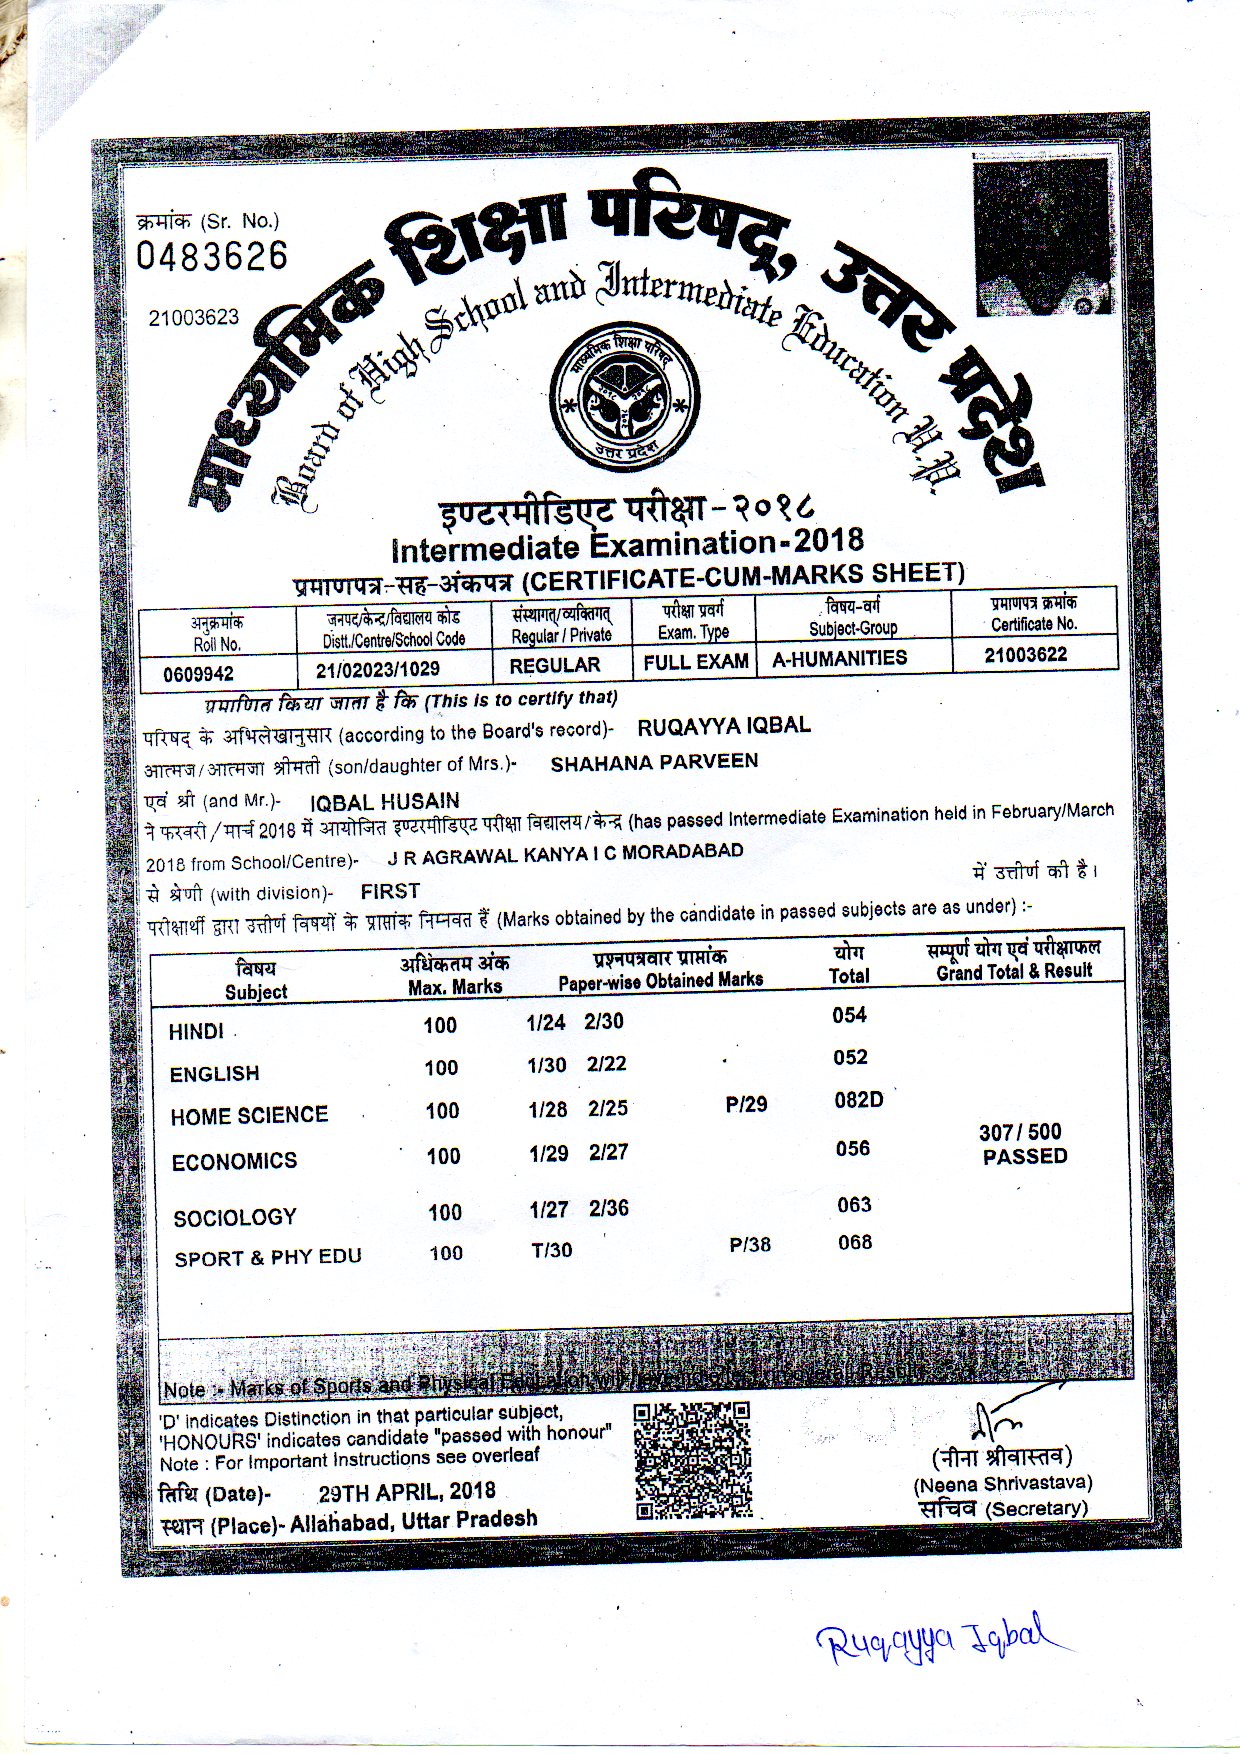 क्रमांक (Sr. No.)
0483626
21003623
माध्यमिक शिक्षा परिषद्, उत्तर प्रदेश
Board of High School and Intermediate Education U.P.
माध्यमिक शिक्षा परिषद
उत्तर प्रदेश
इण्टरमीडिएट परीक्षा - २०१८
Intermediate Examination-2018
प्रमाणपत्र-सह-अंकपत्र (CERTIFICATE-CUM-MARKS SHEET)
अनुक्रमांक जनपद/केन्द्र/विद्यालय कोड संस्थागत्/व्यक्तिगत् परीक्षा प्रवर्ग विषय-वर्ग प्रमाणपत्र क्रमांक
Roll No. Distt./Centre/School Code Regular / Private Exam. Type Subject-Group Certificate No.
0609942 21/02023/1029 REGULAR FULL EXAM A-HUMANITIES 21003622
प्रमाणित किया जाता है कि (This is to certify that)
परिषद् के अभिलेखानुसार (according to the Board's record)- RUQAYYA IQBAL
आत्मज/आत्मजा श्रीमती (son/daughter of Mrs.)- SHAHANA PARVEEN
एवं श्री (and Mr.)- IQBAL HUSAIN
ने फरवरी/मार्च 2018 में आयोजित इण्टरमीडिएट परीक्षा विद्यालय/केन्द्र (has passed Intermediate Examination held in February/March
2018 from School/Centre)- J R AGRAWAL KANYA I C MORADABAD
से श्रेणी (with division)- FIRST में उत्तीर्ण की है।
परीक्षार्थी द्वारा उत्तीर्ण विषयों के प्राप्तांक निम्नवत हैं (Marks obtained by the candidate in passed subjects are as under) :-
विषय अधिकतम अंक प्रश्नपत्रवार प्राप्तांक योग सम्पूर्ण योग एवं परीक्षाफल
Subject Max. Marks Paper-wise Obtained Marks Total Grand Total & Result
HINDI 100 1/24 2/30 054
ENGLISH 100 1/30 2/22 052
HOME SCIENCE 100 1/28 2/25 P/29 082D
307 / 500
ECONOMICS 100 1/29 2/27 056 PASSED
SOCIOLOGY 100 1/27 2/36 063
SPORT & PHY EDU 100 T/30 P/38 068
Note :- Marks of Sports and Physical Education will
'D' indicates Distinction in that particular subject,
'HONOURS' indicates candidate "passed with honour"
Note : For Important Instructions see overleaf
तिथि (Date)- 29TH APRIL, 2018
स्थान (Place)- Allahabad, Uttar Pradesh
(नीना श्रीवास्तव)
(Neena Shrivastava)
सचिव (Secretary)
Ruqayya Iqbal